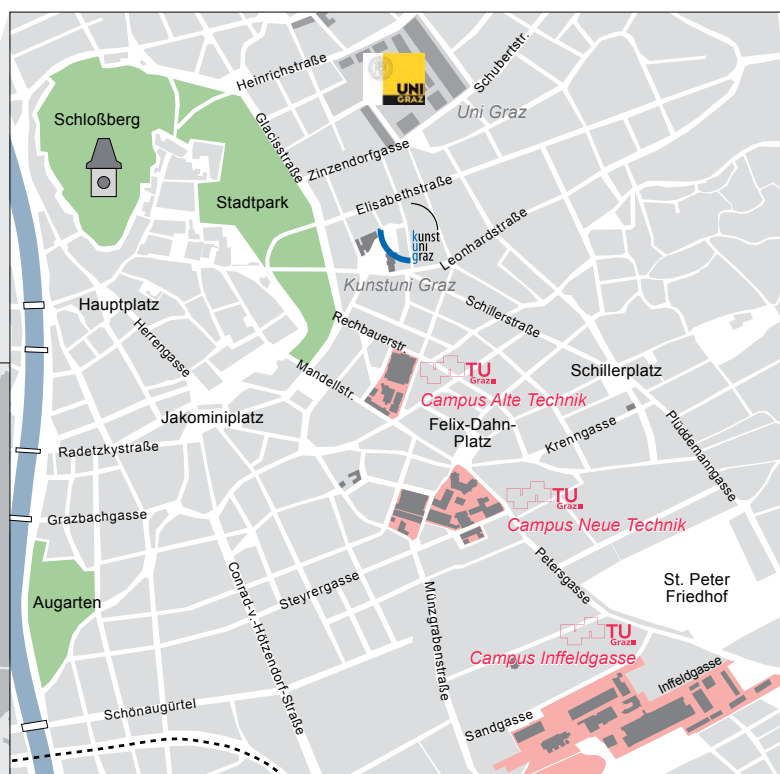 Heinrichstraße
Schubertstr.
UNI
GRAZ
Uni Graz
Schloßberg
Glacisstraße
Zinzendorfgasse
Stadtpark
Elisabethstraße
kunst
uni
graz
Leonhardstraße
Kunstuni Graz
Hauptplatz
Herrengasse
Rechbauerstr.
Schillerstraße
Mandellstr.
TU
Graz
Schillerplatz
Campus Alte Technik
Jakominiplatz
Felix-Dahn-
Platz
Krenngasse
Plüddemanngasse
Radetzkystraße
TU
Graz
Campus Neue Technik
Grazbachgasse
Petersgasse
St. Peter
Friedhof
Steyrergasse
Augarten
Conrad-v.-Hötzendorf-Straße
Münzgrabenstraße
TU
Graz
Campus Inffeldgasse
Inffeldgasse
Schönaugürtel
Sandgasse